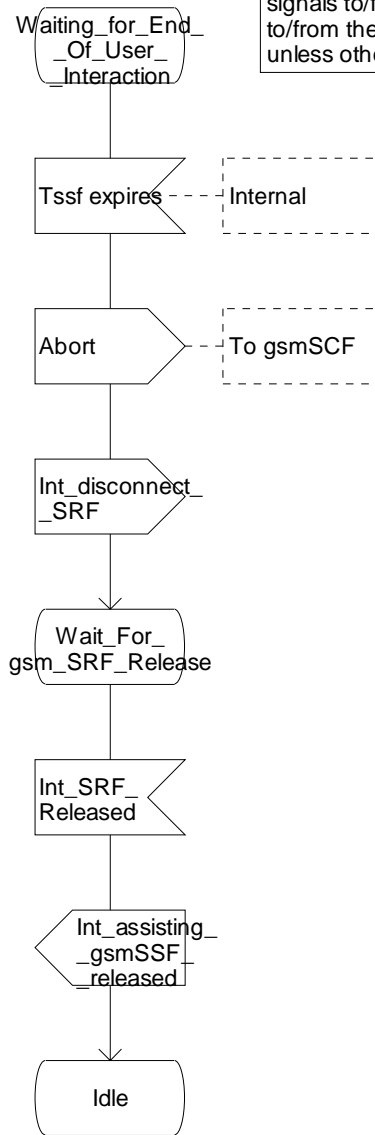 signals to/f
to/from the
unless othe
Waiting_for_End_
_Of_User_
_Interaction
Tssf expires
Internal
Abort
To gsmSCF
Int_disconnect_
_SRF
Wait_For_
gsm_SRF_Release
Int_SRF_
Released
Int_assisting_
_gsmSSF_
_released
Idle